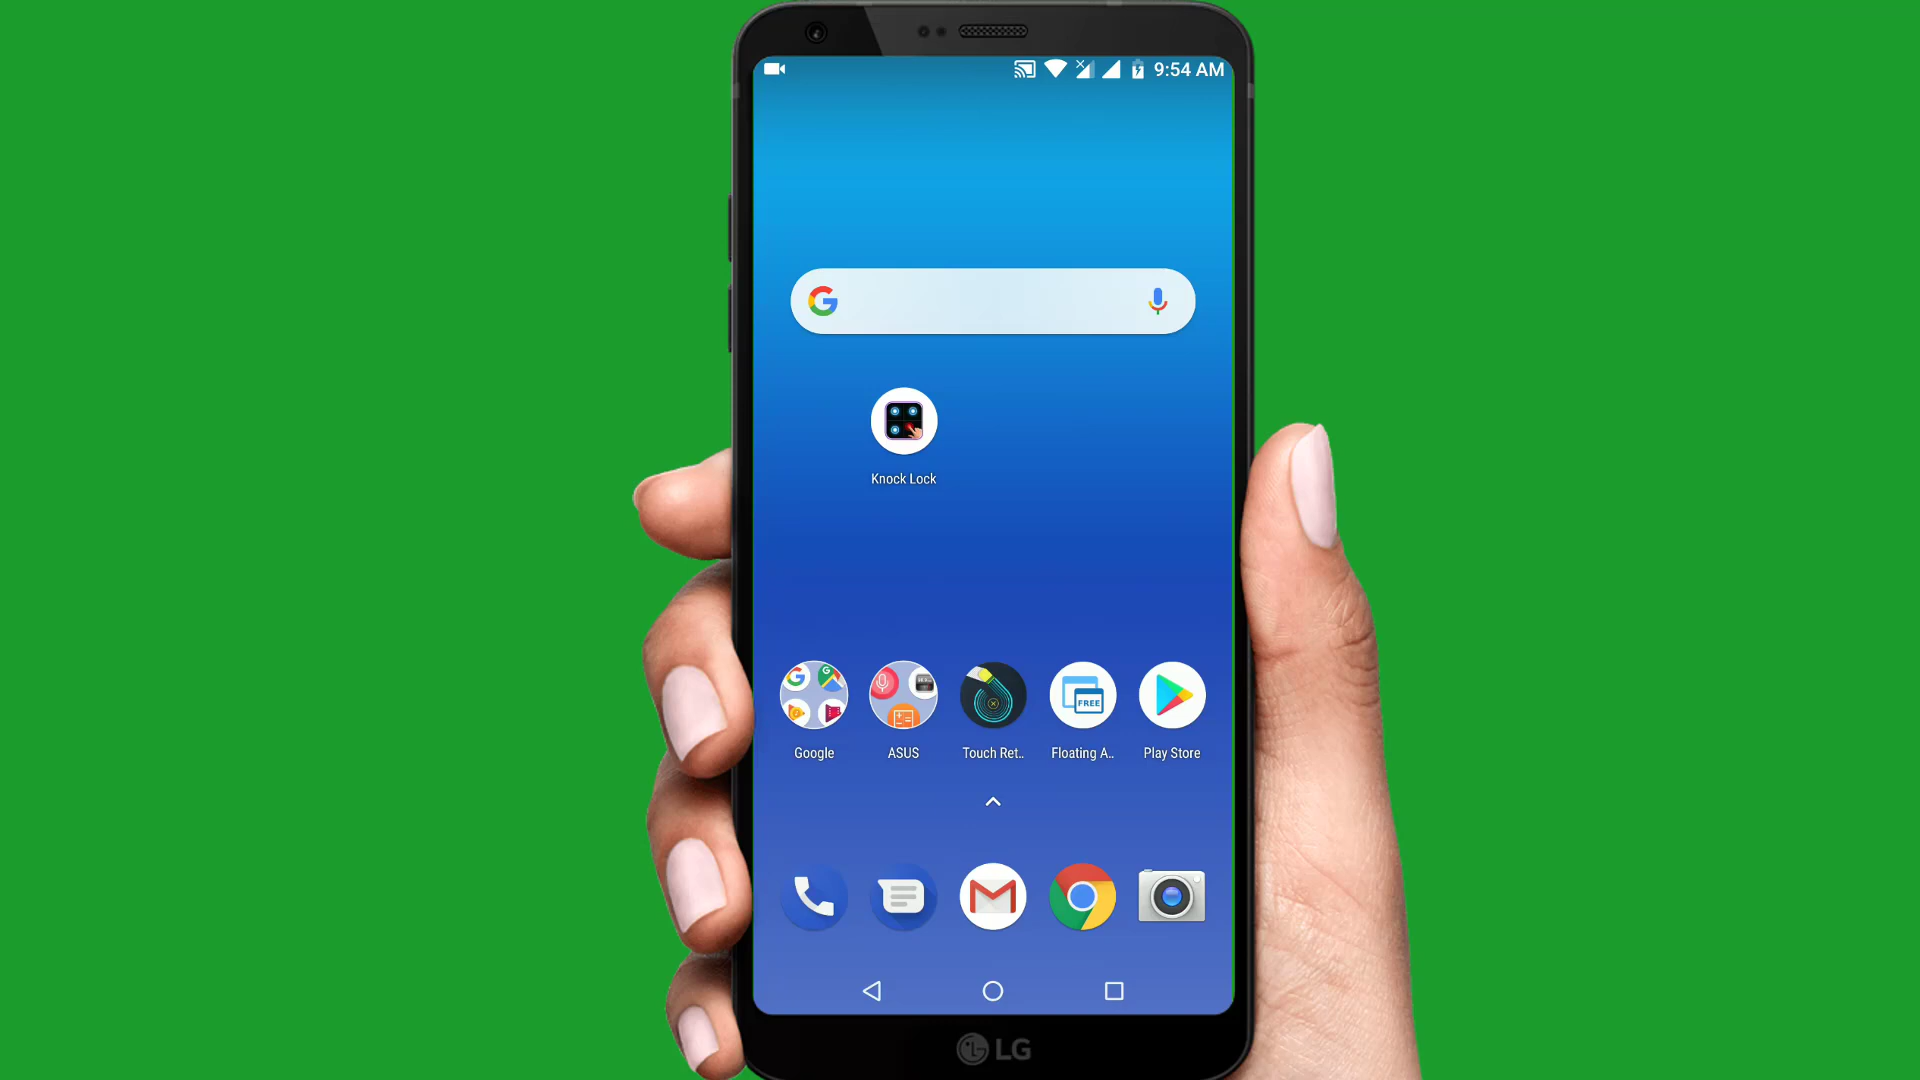 9:54 AM
Knock Lock
FREE
Google
ASUS
Touch Ret..
Floating A..
Play Store
LG